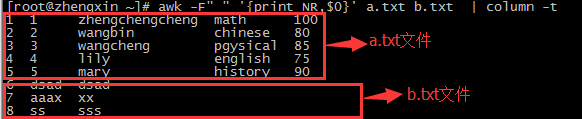 [root@zhengxin ~]# awk -F" " '{print NR,$0}' a.txt b.txt | column -t
1 1 zhengchengcheng math 100
2 2 wangbin chinese 80
3 3 wangcheng pgysical 85
4 4 lily english 75
5 5 mary history 90
a.txt文件
6 dsad dsad
7 aaax xx
8 ss sss
b.txt文件